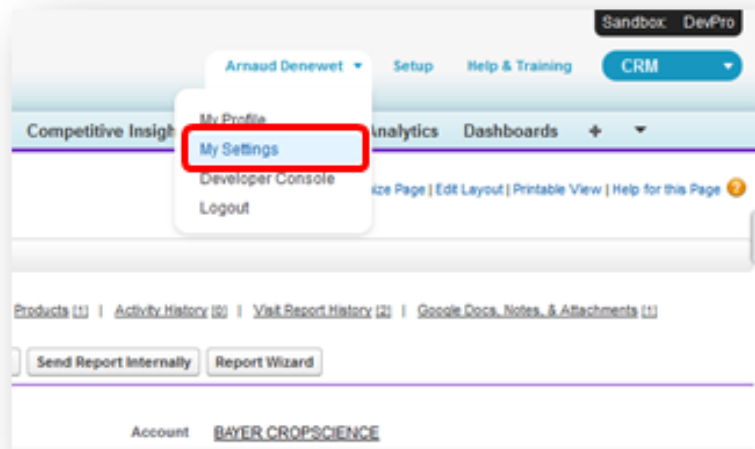 Sandbox: DevPro
Arnaud Denewet Setup Help & Training CRM
My Profile
Competitive Insigh Analytics Dashboards +
My Settings
Developer Console
ize Page | Edit Layout | Printable View | Help for this Page ?
Logout
Products [1] | Activity History [0] | Visit Report History [2] | Google Docs, Notes, & Attachments [1]
Send Report Internally Report Wizard
Account BAYER CROPSCIENCE